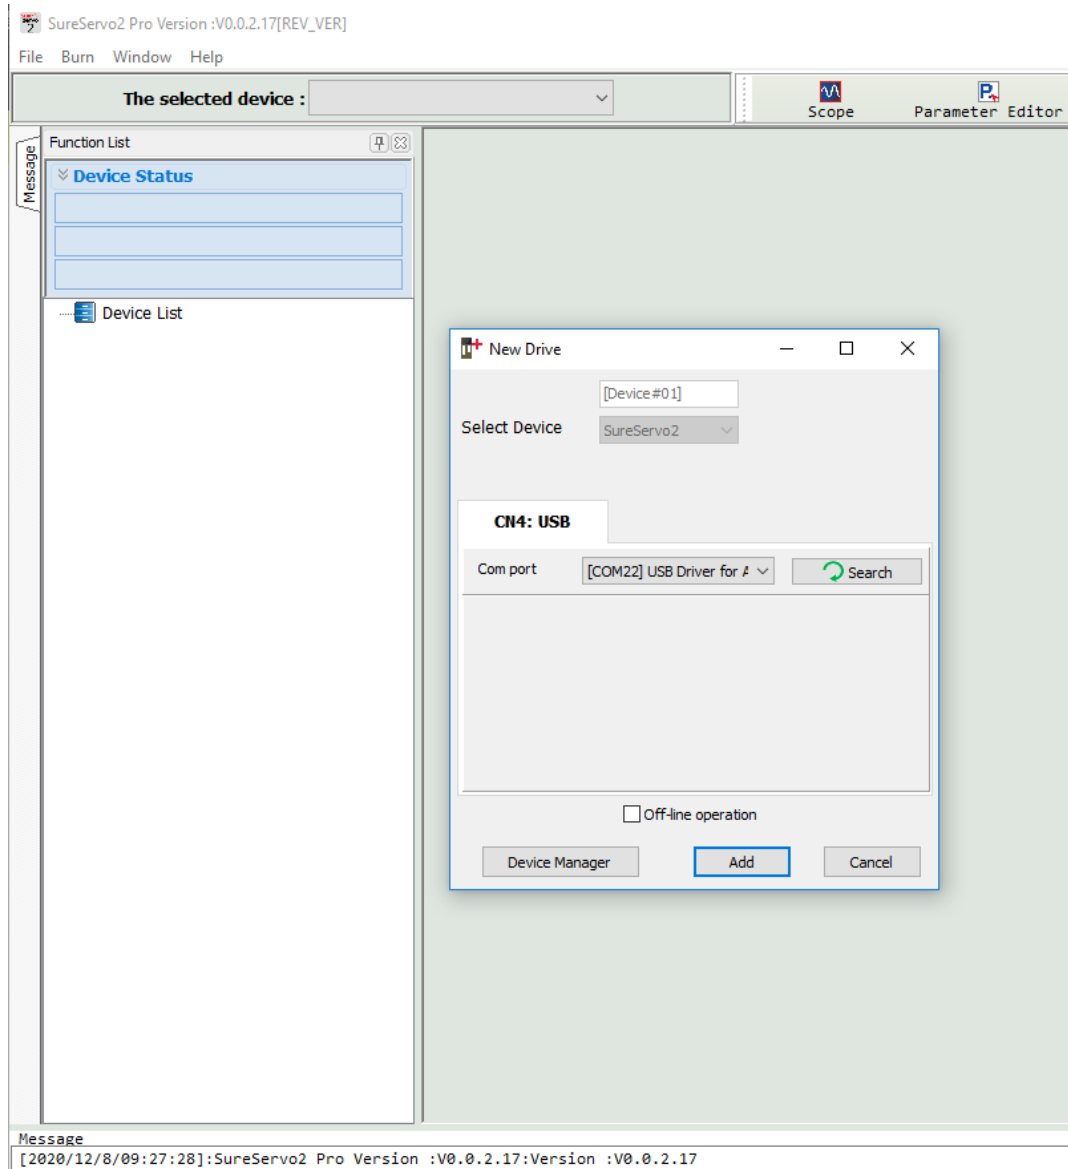 SureServo2 Pro Version :V0.0.2.17[REV_VER]
File Burn Window Help
The selected device :
Scope
Parameter Editor
Message
Function List
Device Status
Device List
New Drive
[Device#01]
Select Device
SureServo2
CN4: USB
Com port
[COM22] USB Driver for A
Search
Off-line operation
Device Manager
Add
Cancel
Message
[2020/12/8/09:27:28]:SureServo2 Pro Version :V0.0.2.17:Version :V0.0.2.17